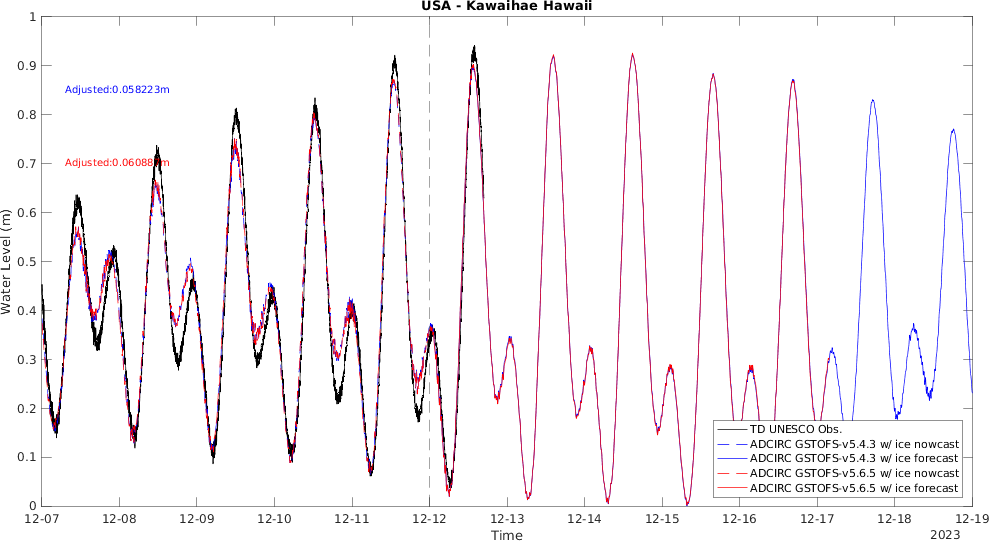 USA - Kawaihae Hawaii
1
0.9
0.8
0.7
0.6
0.5
0.4
0.3
0.2
0.1
0
Water Level (m)
Adjusted:0.058223m
TD UNESCO Obs.
ADCIRC GSTOFS-v5.4.3 w/ ice nowcast
ADCIRC GSTOFS-v5.4.3 w/ ice forecast
ADCIRC GSTOFS-v5.6.5 w/ ice nowcast
ADCIRC GSTOFS-v5.6.5 w/ ice forecast
12-07 12-08 12-09 12-10 12-11 12-12 12-13 12-14 12-15 12-16 12-17 12-18 12-19
Time
2023